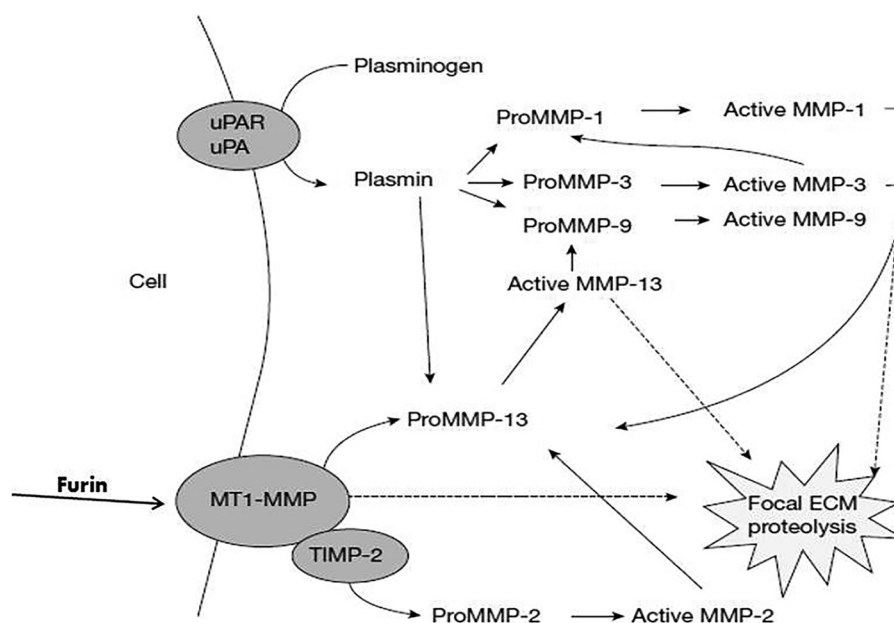 Plasminogen
uPAR
uPA
ProMMP-1
Active MMP-1
Plasmin
ProMMP-3
Active MMP-3
ProMMP-9
Active MMP-9
Cell
Active MMP-13
ProMMP-13
Furin
MT1-MMP
Focal ECM
proteolysis
TIMP-2
ProMMP-2
Active MMP-2